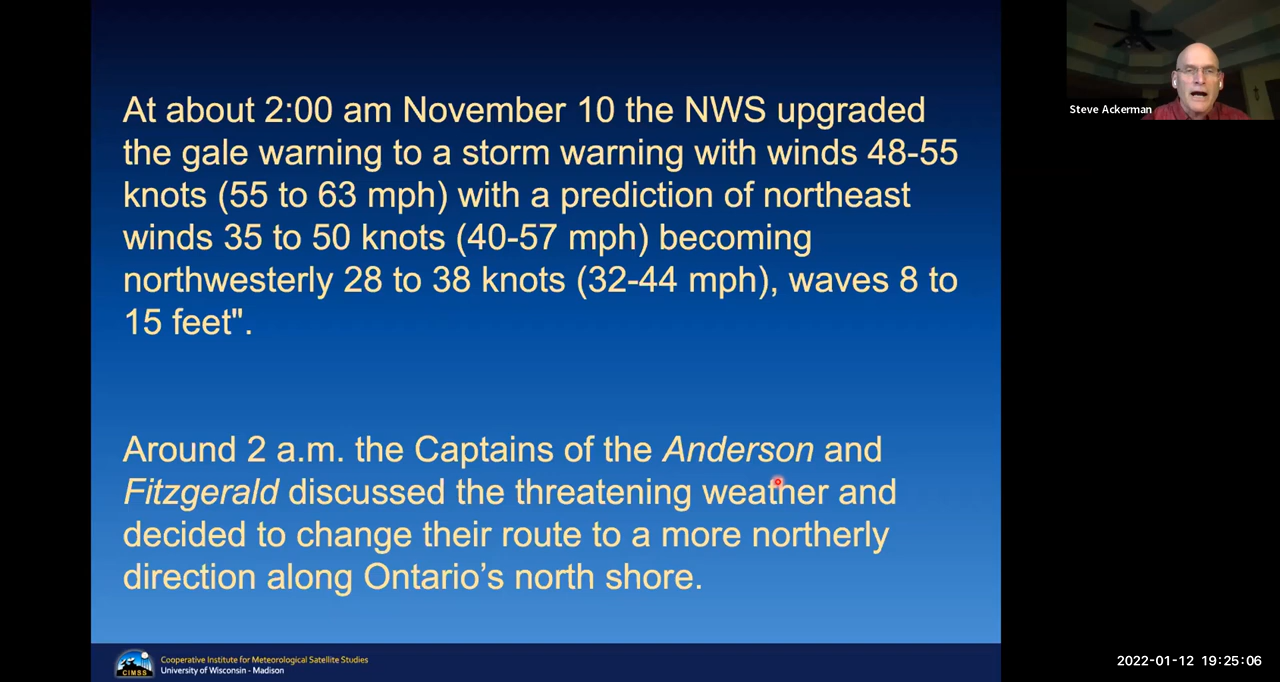 At about 2:00 am November 10 the NWS upgraded
the gale warning to a storm warning with winds 48-55
knots (55 to 63 mph) with a prediction of northeast
winds 35 to 50 knots (40-57 mph) becoming
northwesterly 28 to 38 knots (32-44 mph), waves 8 to
15 feet".
Around 2 a.m. the Captains of the Anderson and
Fitzgerald discussed the threatening weather and
decided to change their route to a more northerly
direction along Ontario's north shore.
Steve Ackerman
CIMSS
Cooperative Institute for Meteorological Satellite Studies
University of Wisconsin - Madison
2022-01-12 19:25:06